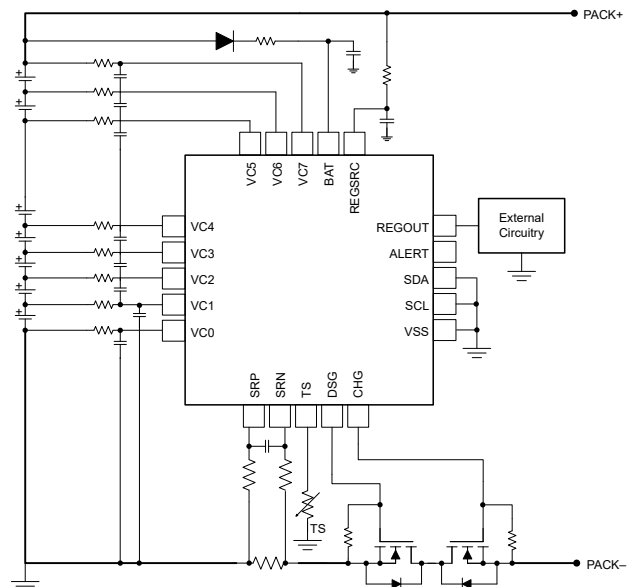 PACK+
+
+
VC5
VC6
VC7
BAT
REGSRC
+
+
+
+
+
VC4
VC3
VC2
VC1
VC0
REGOUT
ALERT
SDA
SCL
VSS
External
Circuitry
SRP
SRN
TS
DSG
CHG
TS
PACK–